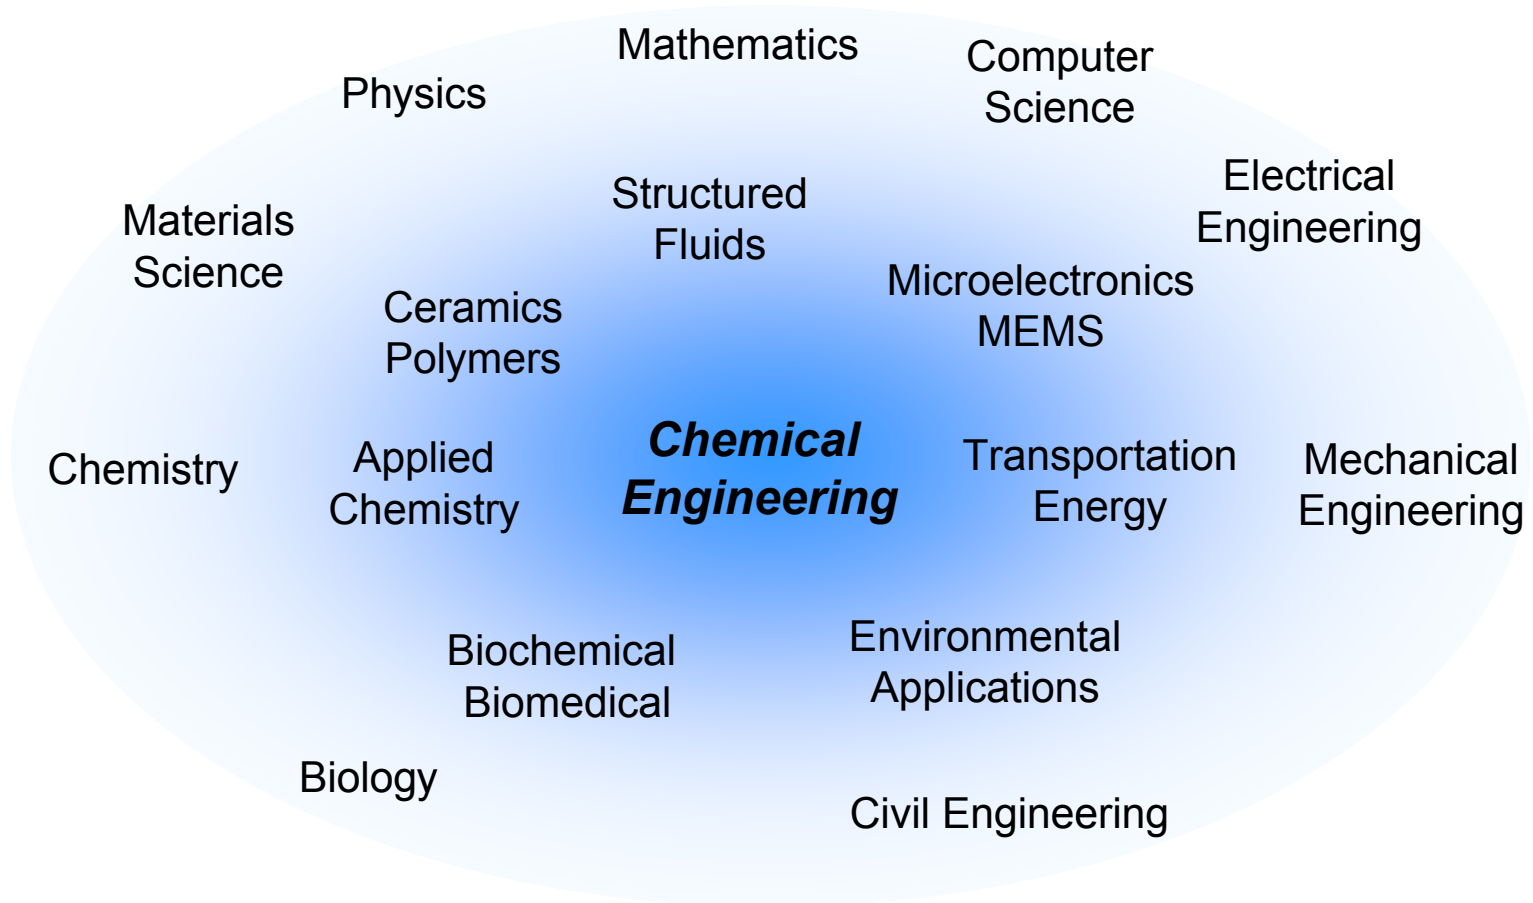 Mathematics
Computer
Science
Physics
Electrical
Engineering
Structured
Fluids
Materials
Science
Microelectronics
MEMS
Ceramics
Polymers
Chemical
Engineering
Chemistry
Applied
Chemistry
Transportation
Energy
Mechanical
Engineering
Biochemical
Biomedical
Environmental
Applications
Biology
Civil Engineering